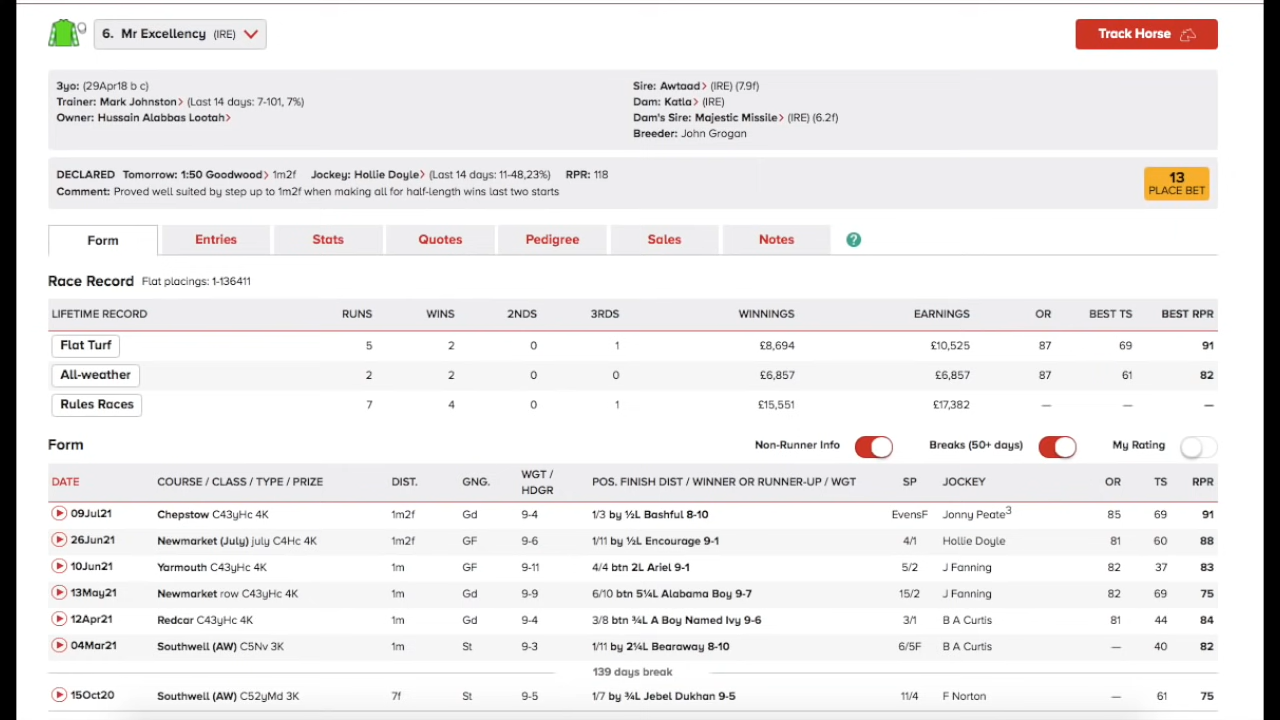 6. Mr Excellency (IRE)
Track Horse
3yo: (29Apr18 b c)
Trainer: Mark Johnston> (Last 14 days: 7-101, 7%)
Owner: Hussain Alabbas Lootah>
Sire: Awtaad> (IRE) (7.9f)
Dam: Katla> (IRE)
Dam's Sire: Majestic Missile> (IRE) (6.2f)
Breeder: John Grogan
DECLARED Tomorrow: 1:50 Goodwood> 1m2f Jockey: Hollie Doyle> (Last 14 days: 11-48,23%) RPR: 118
Comment: Proved well suited by step up to 1m2f when making all for half-length wins last two starts
13
PLACE BET
Form Entries Stats Quotes Pedigree Sales Notes ?
Race Record Flat placings: 1-136411
LIFETIME RECORD RUNS WINS 2NDS 3RDS WINNINGS EARNINGS OR BEST TS BEST RPR
Flat Turf 5 2 0 1 £8,694 £10,525 87 69 91
All-weather 2 2 0 0 £6,857 £6,857 87 61 82
Rules Races 7 4 0 1 £15,551 £17,382 — — —
Form Non-Runner Info Breaks (50+ days) My Rating
DATE COURSE / CLASS / TYPE / PRIZE DIST. GNG. WGT / HDGR POS. FINISH DIST / WINNER OR RUNNER-UP / WGT SP JOCKEY OR TS RPR
09Jul21 Chepstow C43yHc 4K 1m2f Gd 9-4 1/3 by ½L Bashful 8-10 EvensF Jonny Peate3 85 69 91
26Jun21 Newmarket (July) july C4Hc 4K 1m2f GF 9-6 1/11 by ½L Encourage 9-1 4/1 Hollie Doyle 81 60 88
10Jun21 Yarmouth C43yHc 4K 1m GF 9-11 4/4 btn 2L Ariel 9-1 5/2 J Fanning 82 37 83
13May21 Newmarket row C43yHc 4K 1m Gd 9-9 6/10 btn 5¼L Alabama Boy 9-7 15/2 J Fanning 82 69 75
12Apr21 Redcar C43yHc 4K 1m Gd 9-4 3/8 btn ¾L A Boy Named Ivy 9-6 3/1 B A Curtis 81 44 84
04Mar21 Southwell (AW) C5Nv 3K 1m St 9-3 1/11 by 2¼L Bearaway 8-10 6/5F B A Curtis — 40 82
139 days break
15Oct20 Southwell (AW) C52yMd 3K 7f St 9-5 1/7 by ¾L Jebel Dukhan 9-5 11/4 F Norton — 61 75